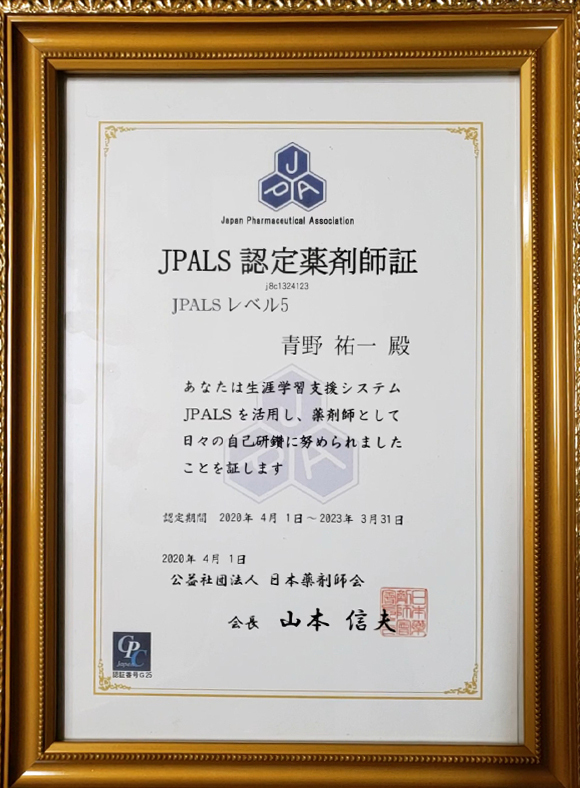 JPA
Japan Pharmaceutical Association
JPALS 認定薬剤師証
j8c1324123
JPALS レベル5
青野 祐一 殿
あなたは生涯学習支援システム
JPALS を活用し、薬剤師として
日々の自己研鑽に努められました
ことを証します
認定期間 2020年 4月 1日～2023年 3月31日
2020年 4月 1日
公益社団法人 日本薬剤師会
会長 山本 信夫
CPC
Japan
認証番号G25